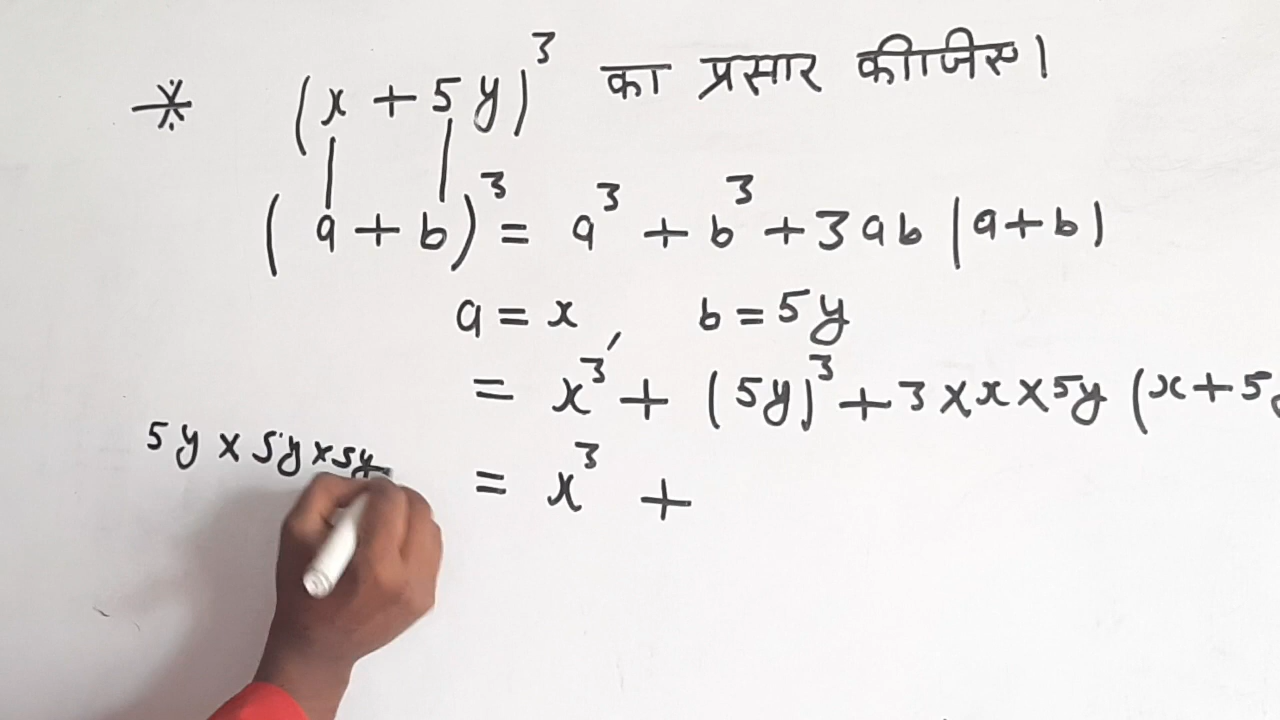 * (x + 5y)³ का प्रसार कीजिए।
(a + b)³ = a³ + b³ + 3ab (a+b)
a = x, b = 5y
= x³ + (5y)³ + 3 × x × 5y (x + 5
5y × 5y × 5y
= x³ +